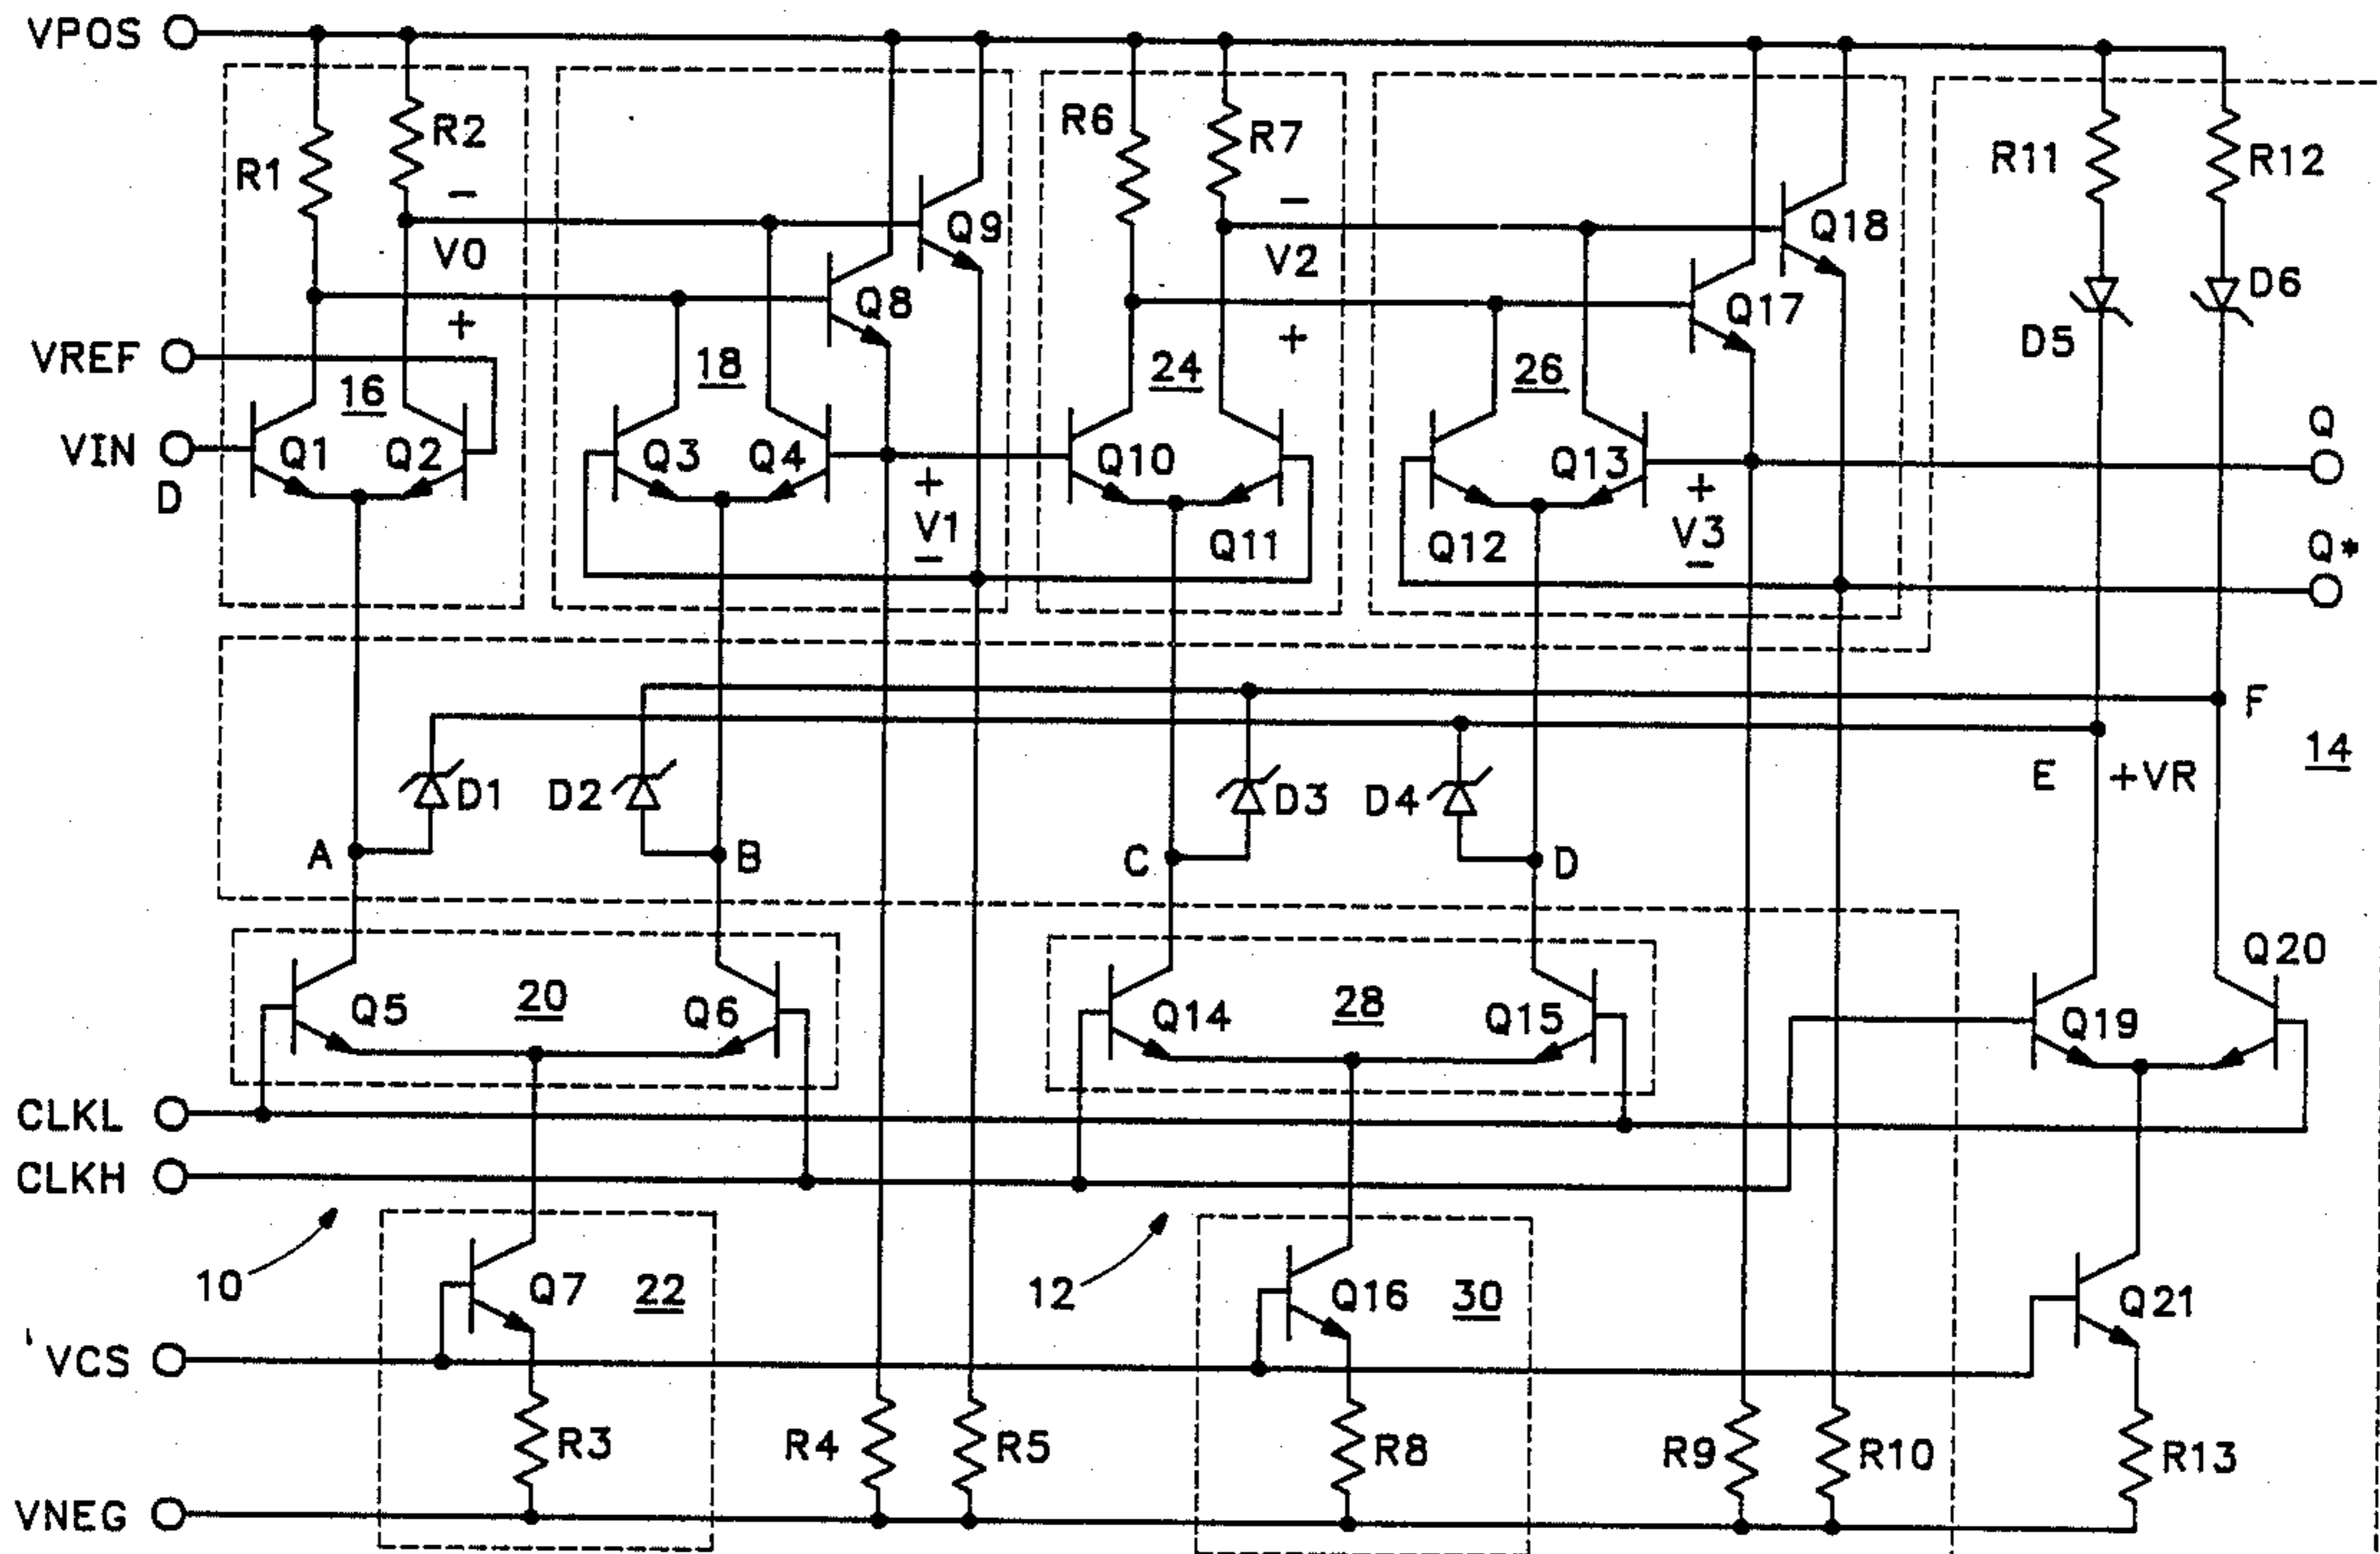 VPOS
R1
R2
−
V0
+
R6
R7
−
V2
+
R11
R12
Q9
Q8
Q18
Q17
D5
D6
VREF
16
18
24
26
VIN
D
Q1
Q2
Q3
Q4
+
V1
−
Q10
Q11
Q12
Q13
+
V3
−
Q
Q*
F
E
+VR
14
A
D1
D2
B
C
D3
D4
D
Q5
20
Q6
Q14
28
Q15
Q19
Q20
CLKL
CLKH
10
Q7
22
12
Q16
30
Q21
VCS
R3
R4
R5
R8
R9
R10
R13
VNEG